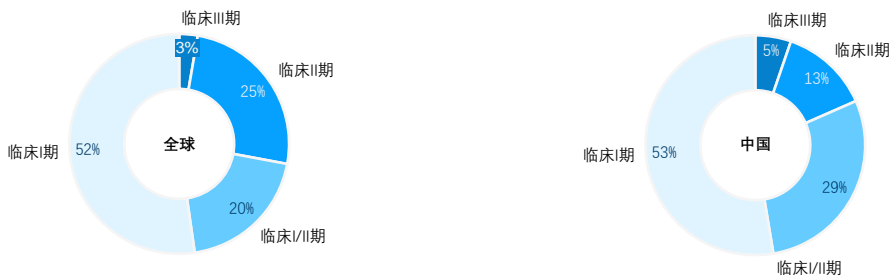 临床III期
3%
临床II期
25%
临床I期
52%
全球
20%
临床I/II期
临床III期
5%
临床II期
13%
临床I期
53%
中国
29%
临床I/II期